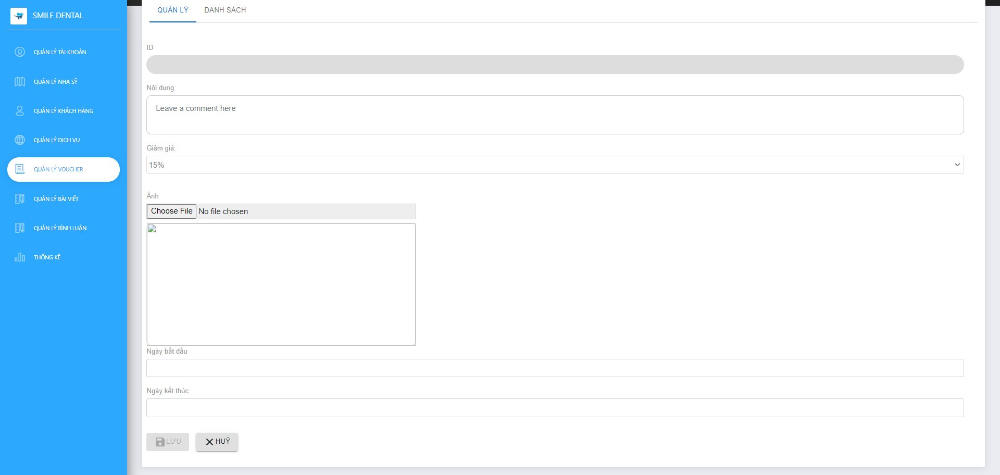 SMILE DENTAL
QUẢN LÝ TÀI KHOẢN
QUẢN LÝ NHA SỸ
QUẢN LÝ KHÁCH HÀNG
QUẢN LÝ DỊCH VỤ
QUẢN LÝ VOUCHER
QUẢN LÝ BÀI VIẾT
QUẢN LÝ BÌNH LUẬN
THỐNG KÊ
QUẢN LÝ
DANH SÁCH
ID
Nội dung
Leave a comment here
Giảm giá:
15%
Ảnh
Choose File No file chosen
Ngày bắt đầu
Ngày kết thúc
LƯU
HUỶ